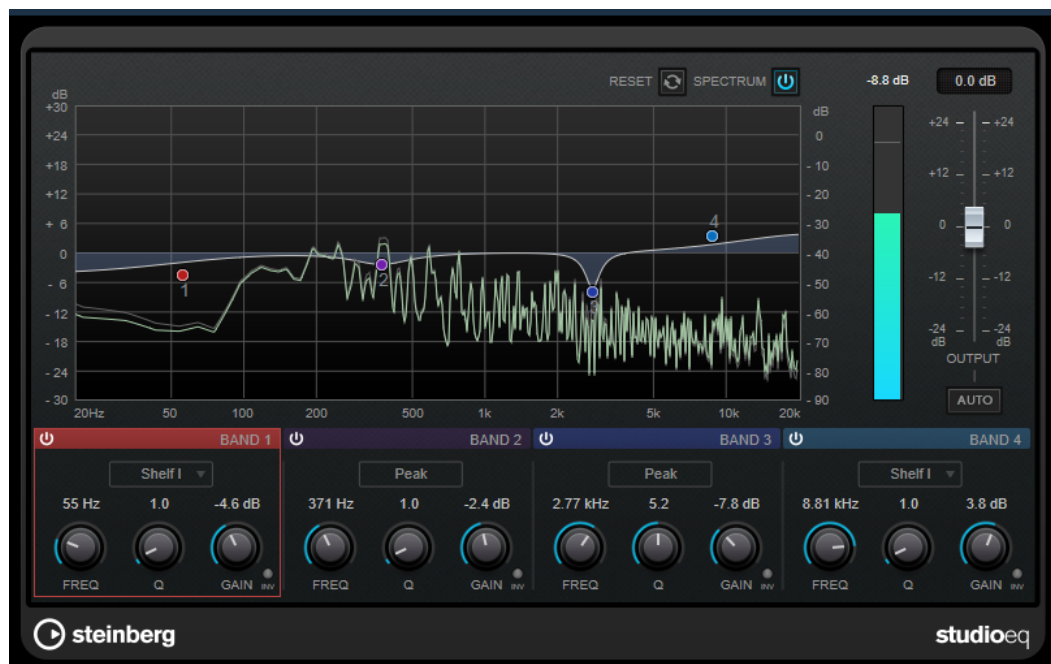 RESET SPECTRUM -8.8 dB 0.0 dB
dB
+30
dB
+24 0 +24 +24
+18 - 10
+12 - 20 +12 +12
+ 6 - 30
4
0 - 40 0 0
1 2
- 6 - 50
3
- 12 - 60 -12 -12
- 18 - 70 -24 -24
dB dB
- 24 - 80 OUTPUT
- 30 - 90 AUTO
20Hz 50 100 200 500 1k 2k 5k 10k 20k
BAND 1 BAND 2 BAND 3 BAND 4
Shelf I Peak Peak Shelf I
55 Hz 1.0 -4.6 dB 371 Hz 1.0 -2.4 dB 2.77 kHz 5.2 -7.8 dB 8.81 kHz 1.0 3.8 dB
FREQ Q GAIN INV FREQ Q GAIN INV FREQ Q GAIN INV FREQ Q GAIN INV
steinberg studioeq